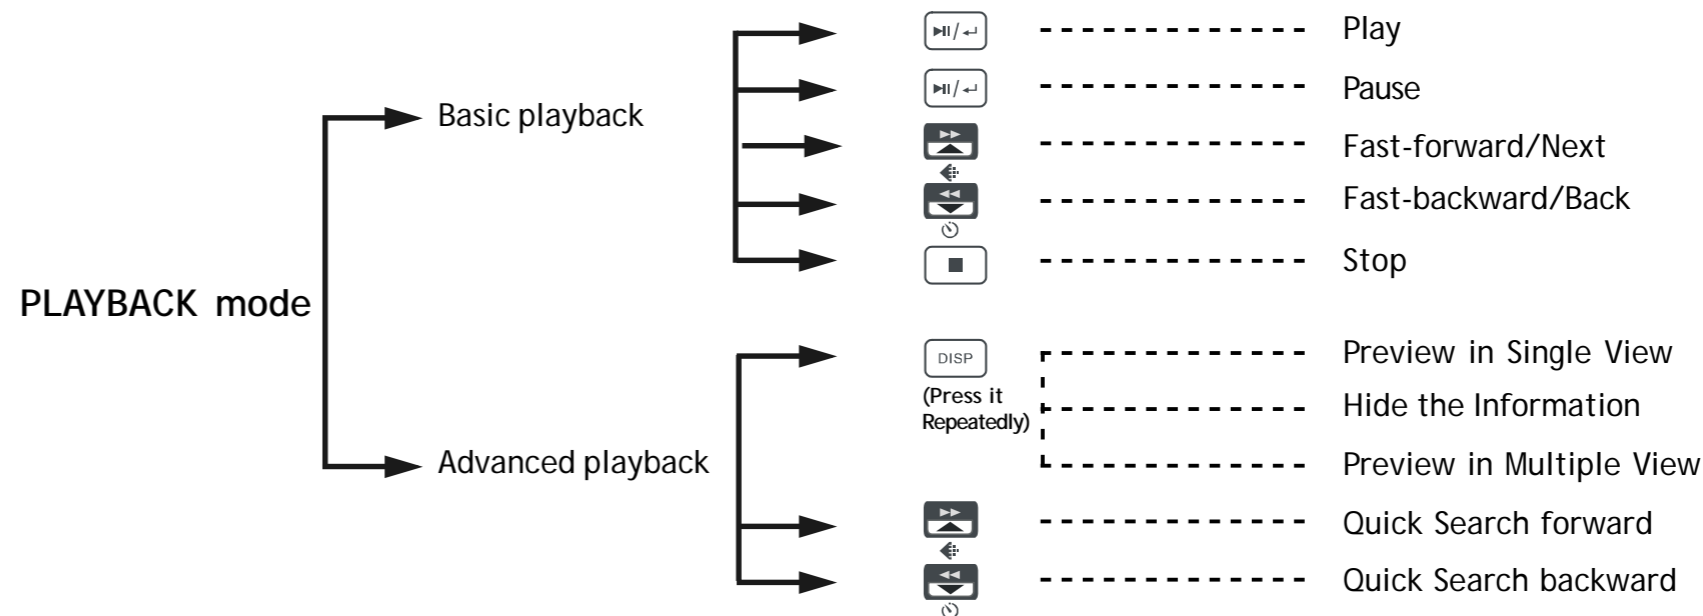 Play
Pause
Basic playback
Fast-forward/Next
Fast-backward/Back
Stop
PLAYBACK mode
DISP
Preview in Single View
(Press it
Repeatedly)
Hide the Information
Advanced playback
Preview in Multiple View
Quick Search forward
Quick Search backward